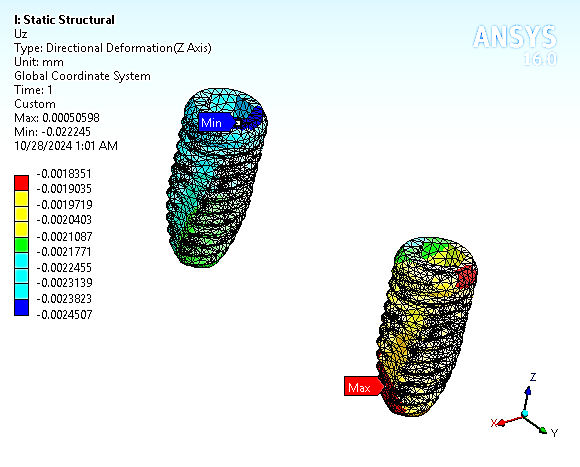 I: Static Structural
Uz
Type: Directional Deformation(Z Axis)
Unit: mm
Global Coordinate System
Time: 1
Custom
Max: 0.00050598
Min: -0.022245
10/28/2024 1:01 AM
ANSYS
16.0
-0.0018351
-0.0019035
-0.0019719
-0.0020403
-0.0021087
-0.0021771
-0.0022455
-0.0023139
-0.0023823
-0.0024507
Min
Max
Z
X
Y